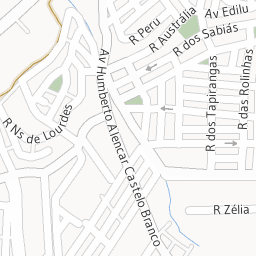 R Peru
R Austrália
Av Edilu
R dos Sabiás
Av Humberto Alencar Castelo Branco
R Ns de Lourdes
R dos Tapirangas
R das Rolinhas
R Zélia